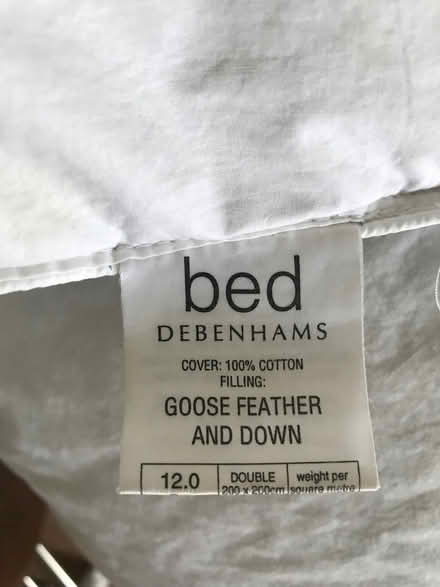 bed
DEBENHAMS
COVER: 100% COTTON
FILLING:
GOOSE FEATHER
AND DOWN
12.0 DOUBLE weight per
200 x 200cm square metre